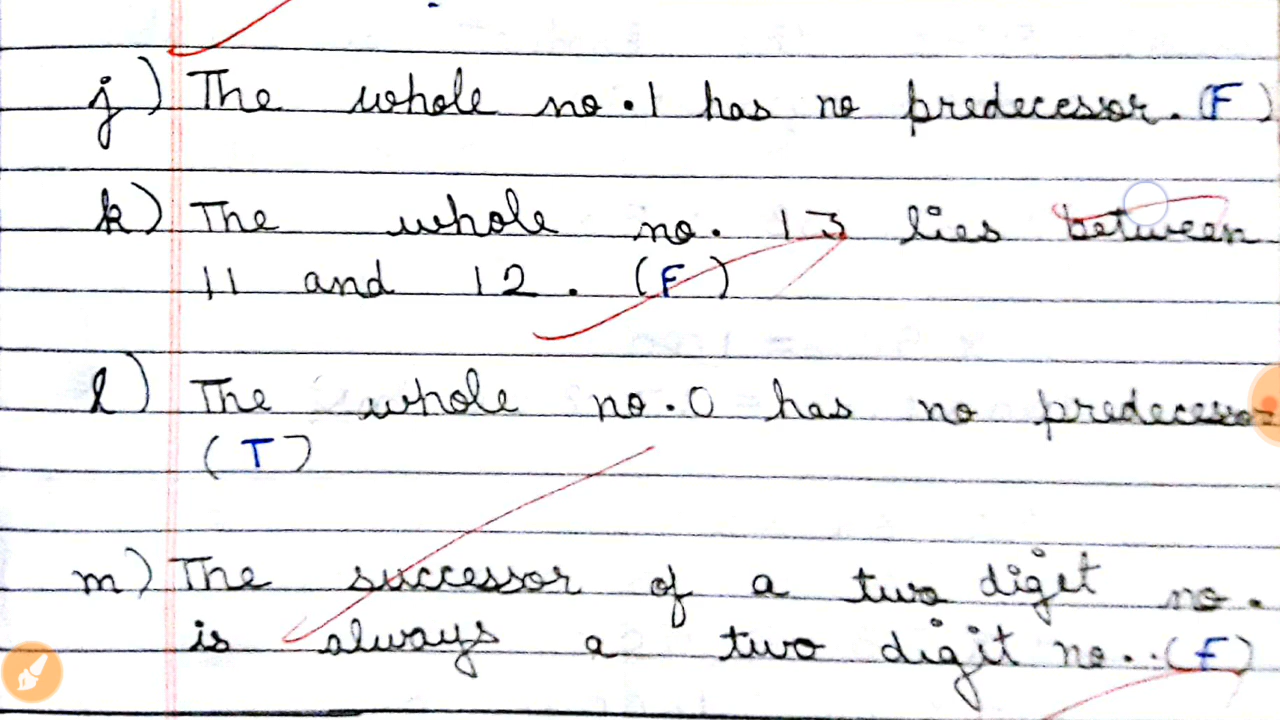 j) The whole no.1 has no predecessor. (F)
k) The whole no. 13 lies between
11 and 12. (F)
l) The whole no.0 has no predecessor
(T)
m) The successor of a two digit no.
is always a two digit no.. (F)